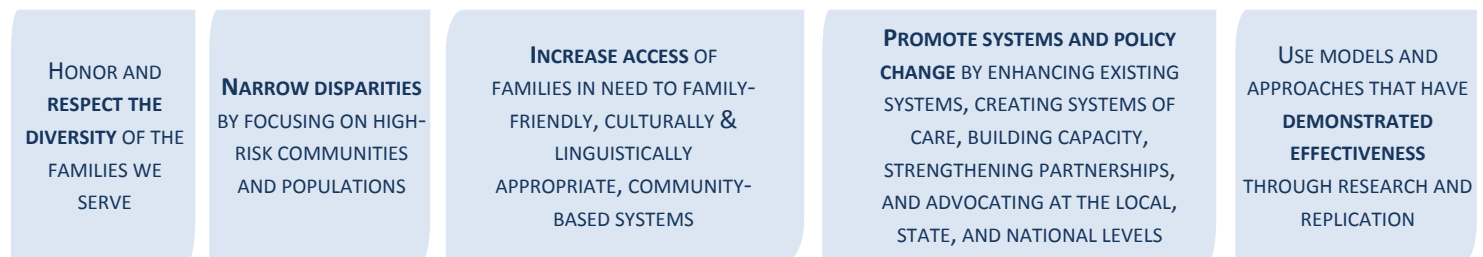 HONOR AND
RESPECT THE
DIVERSITY OF THE
FAMILIES WE
SERVE
NARROW DISPARITIES
BY FOCUSING ON HIGH-
RISK COMMUNITIES
AND POPULATIONS
INCREASE ACCESS OF
FAMILIES IN NEED TO FAMILY-
FRIENDLY, CULTURALLY &
LINGUISTICALLY
APPROPRIATE, COMMUNITY-
BASED SYSTEMS
PROMOTE SYSTEMS AND POLICY
CHANGE BY ENHANCING EXISTING
SYSTEMS, CREATING SYSTEMS OF
CARE, BUILDING CAPACITY,
STRENGTHENING PARTNERSHIPS,
AND ADVOCATING AT THE LOCAL,
STATE, AND NATIONAL LEVELS
USE MODELS AND
APPROACHES THAT HAVE
DEMONSTRATED
EFFECTIVENESS
THROUGH RESEARCH AND
REPLICATION